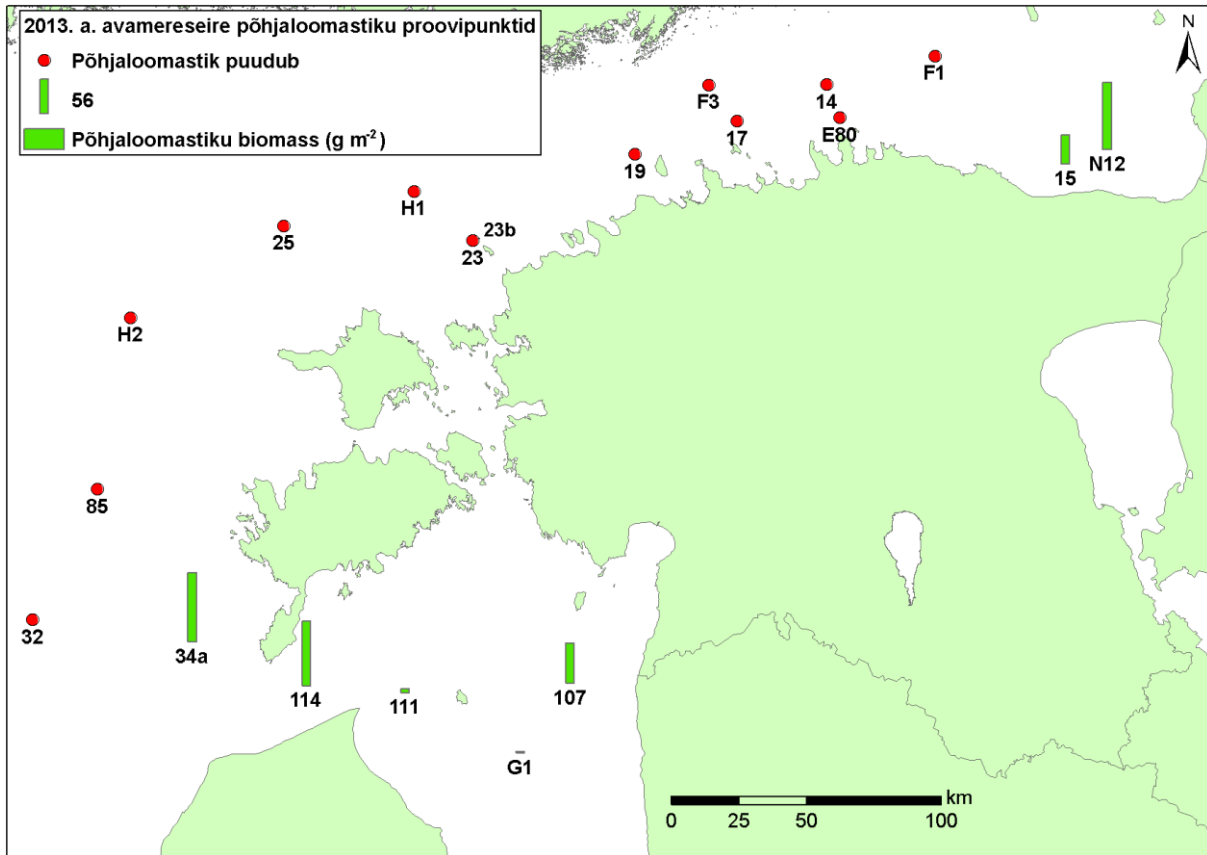 2013. a. avamereseire põhjaloomastiku proovipunktid
Põhjaloomastik puudub
56
Põhjaloomastiku biomass (g m⁻²)
N
F1
F3
14
17
E80
15
N12
19
H1
25
23b
23
H2
85
32
34a
114
111
107
G1
km
0 25 50 100